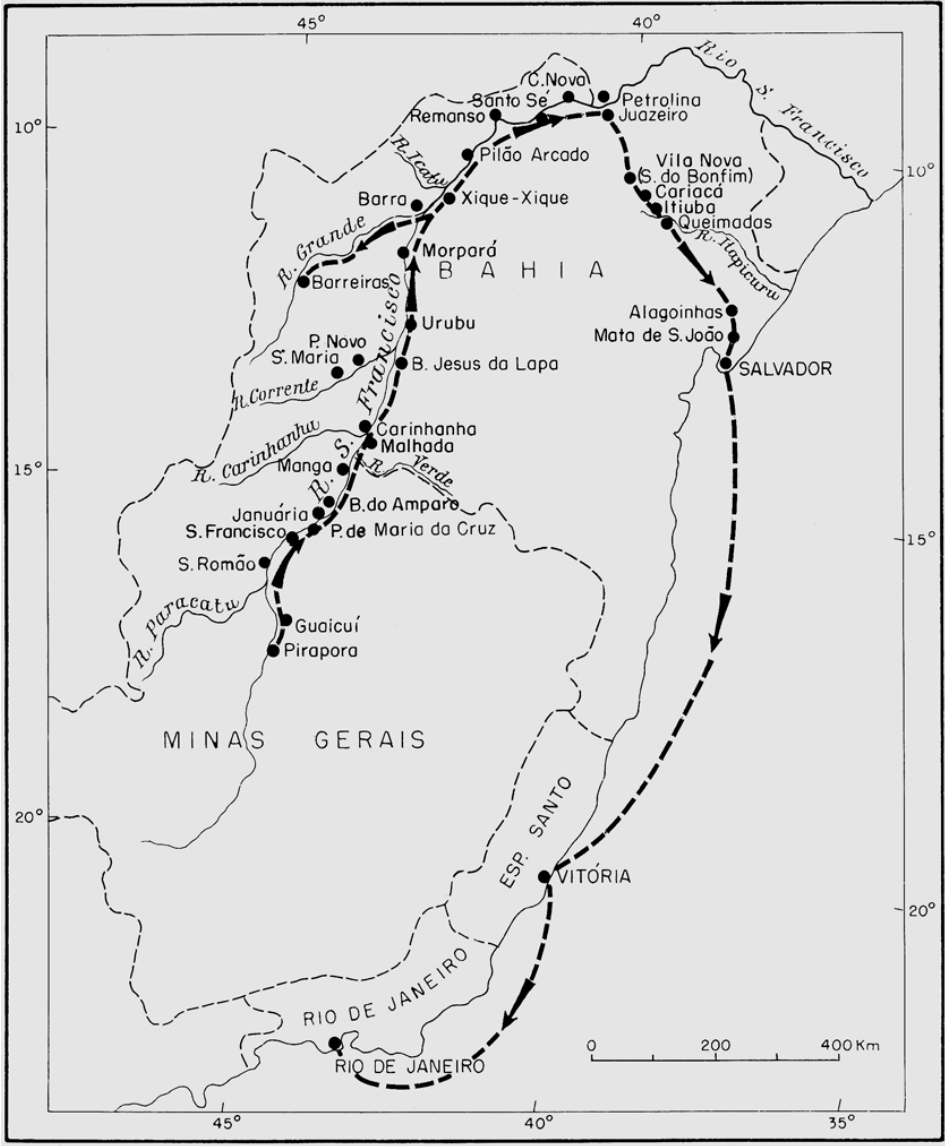 45°
40°
Rio S. Francisco
C.Nova
Santo Se
Petrolina
Remanso
Juazeiro
10°
R. Icatu
Pilão Arcado
Vila Nova
(S. do Bonfim)
10°
Cariacá
Barra
Xique-Xique
Itiuba
Queimadas
R. Grande
R. Itapicuru
Morpará
BAHIA
Barreiras
Alagoinhas
Urubu
Mata de S. João
P. Novo
Sª Maria
B. Jesus da Lapa
SALVADOR
R. Corrente
R. S. Francisco
Carinhanha
R. Carinhanha
Malhada
Manga
R. Verde
15°
B. do Amparo
Januária
S. Francisco
P. de Maria da Cruz
15°
S. Romão
R. Paracatu
Guaicuí
Pirapora
MINAS GERAIS
20°
ESP. SANTO
VITÓRIA
20°
RIO DE JANEIRO
0 200 400 Km
RIO DE JANEIRO
45°
40°
35°